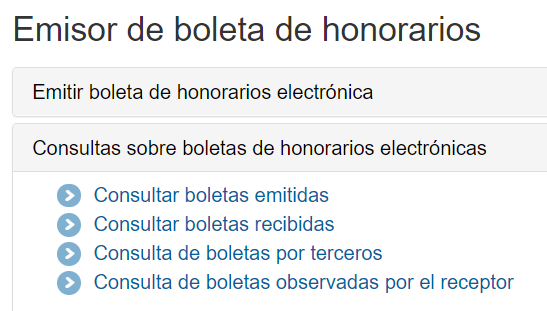 Emisor de boleta de honorarios
Emitir boleta de honorarios electrónica
Consultas sobre boletas de honorarios electrónicas
Consultar boletas emitidas
Consultar boletas recibidas
Consulta de boletas por terceros
Consulta de boletas observadas por el receptor